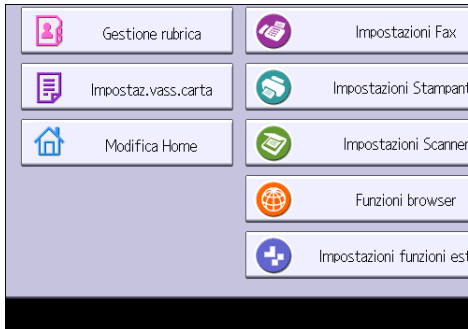 Gestione rubrica
Impostaz.vass.carta
Modifica Home
Impostazioni Fax
Impostazioni Stampant
Impostazioni Scanner
Funzioni browser
Impostazioni funzioni est